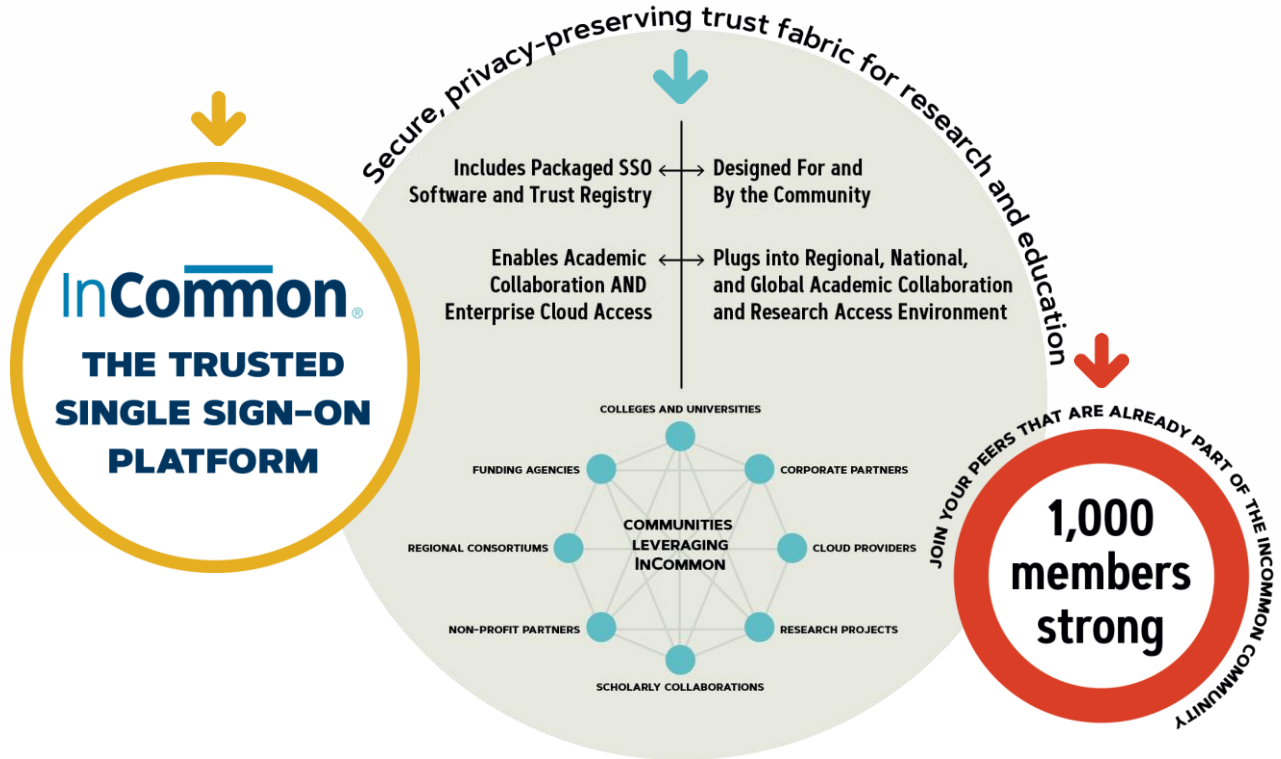 InCommon®
THE TRUSTED
SINGLE SIGN-ON
PLATFORM
Secure, privacy-preserving trust fabric for research and education
Includes Packaged SSO
Software and Trust Registry
Designed For and
By the Community
Enables Academic
Collaboration AND
Enterprise Cloud Access
Plugs into Regional, National,
and Global Academic Collaboration
and Research Access Environment
COLLEGES AND UNIVERSITIES
FUNDING AGENCIES
CORPORATE PARTNERS
COMMUNITIES
LEVERAGING
INCOMMON
REGIONAL CONSORTIUMS
CLOUD PROVIDERS
NON-PROFIT PARTNERS
RESEARCH PROJECTS
SCHOLARLY COLLABORATIONS
JOIN YOUR PEERS THAT ARE ALREADY PART OF THE INCOMMON COMMUNITY
1,000
members
strong